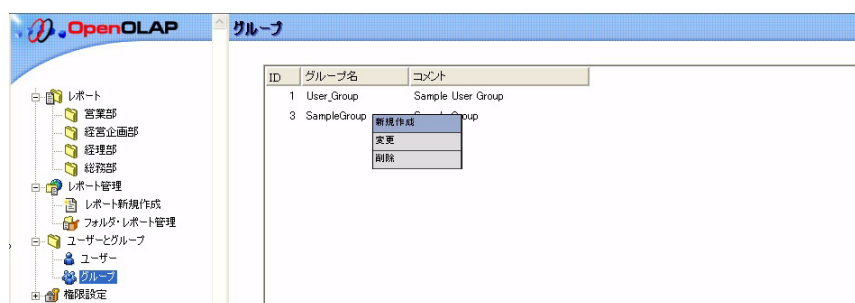 OpenOLAP
レポート
営業部
経営企画部
経理部
総務部
レポート管理
レポート新規作成
フォルダ・レポート管理
ユーザーとグループ
ユーザー
グループ
権限設定
グループ
ID グループ名 コメント
1 User_Group Sample User Group
3 SampleGroup
新規作成
変更
削除